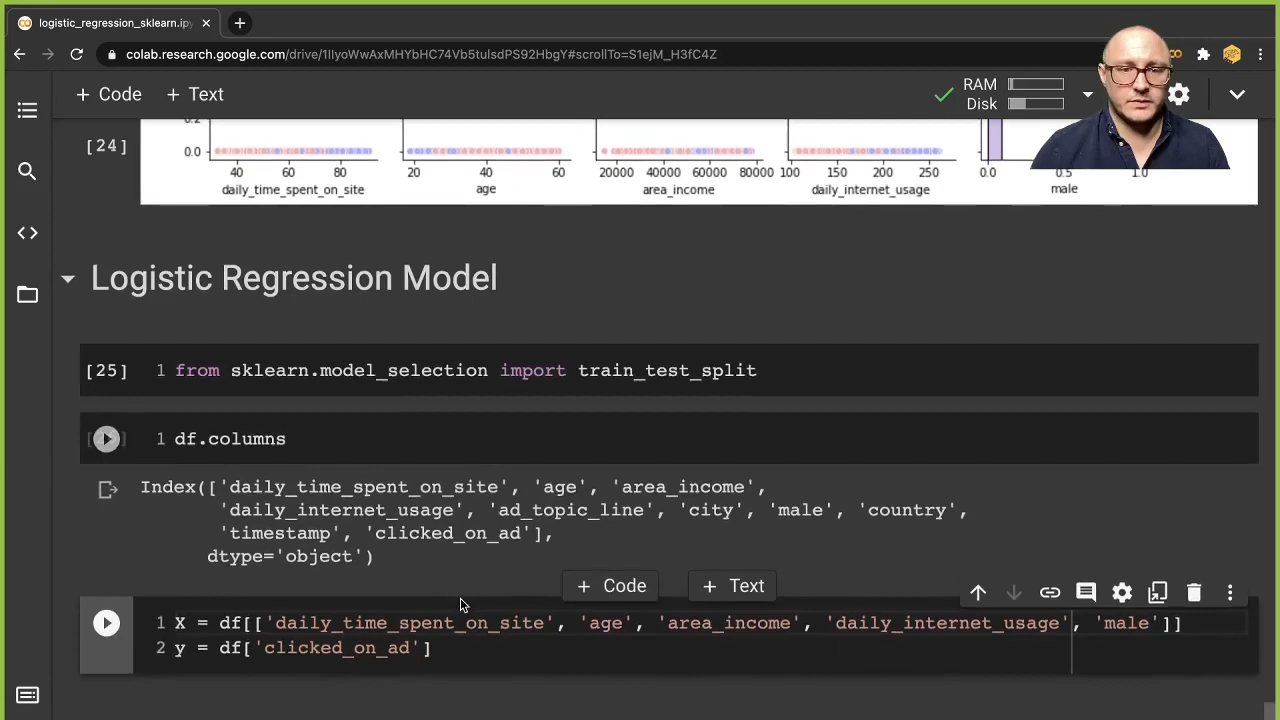 logistic_regression_sklearn.ipy
colab.research.google.com/drive/1IlyoWwAxMHYbHC74Vb5tulsdPS92HbgY#scrollTo=S1ejM_H3fC4Z
+ Code + Text
RAM
Disk
[24]
0.2
0.0
40 60 80 20 40 60 20000 40000 60000 80000 100 150 200 250 0.0 0.5 1.0
daily_time_spent_on_site age area_income daily_internet_usage male
Logistic Regression Model
[25] 1 from sklearn.model_selection import train_test_split
1 df.columns
Index(['daily_time_spent_on_site', 'age', 'area_income',
'daily_internet_usage', 'ad_topic_line', 'city', 'male', 'country',
'timestamp', 'clicked_on_ad'],
dtype='object')
+ Code + Text
1 X = df[['daily_time_spent_on_site', 'age', 'area_income', 'daily_internet_usage', 'male']]
2 y = df['clicked_on_ad']